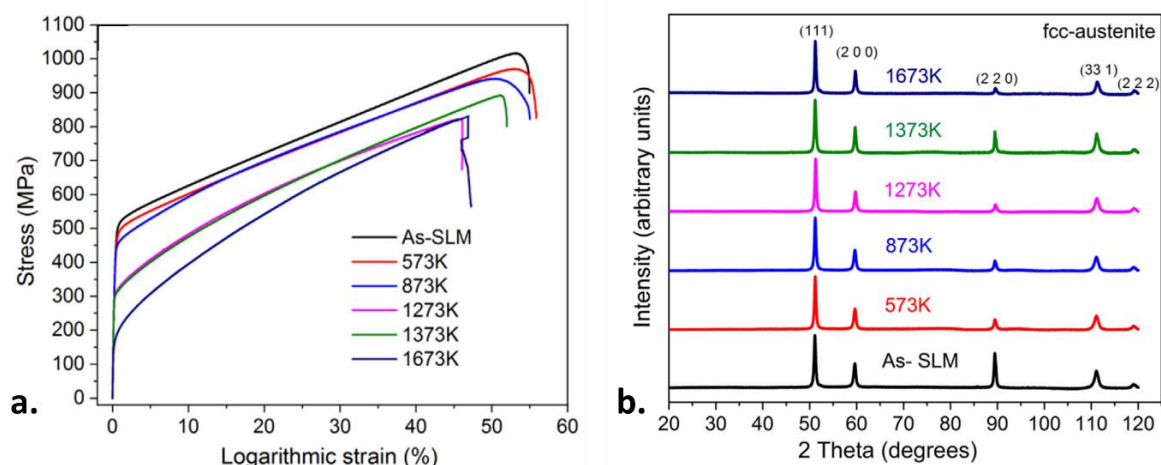 1100
1000
900
800
700
600
500
400
300
200
100
0
Stress (MPa)
As-SLM
573K
873K
1273K
1373K
1673K
0 10 20 30 40 50 60
Logarithmic strain (%)
a.
fcc-austenite
(111)
(2 0 0)
(2 2 0)
(33 1)
(2 2 2)
1673K
1373K
1273K
873K
573K
As- SLM
Intensity (arbitrary units)
20 30 40 50 60 70 80 90 100 110 120
2 Theta (degrees)
b.